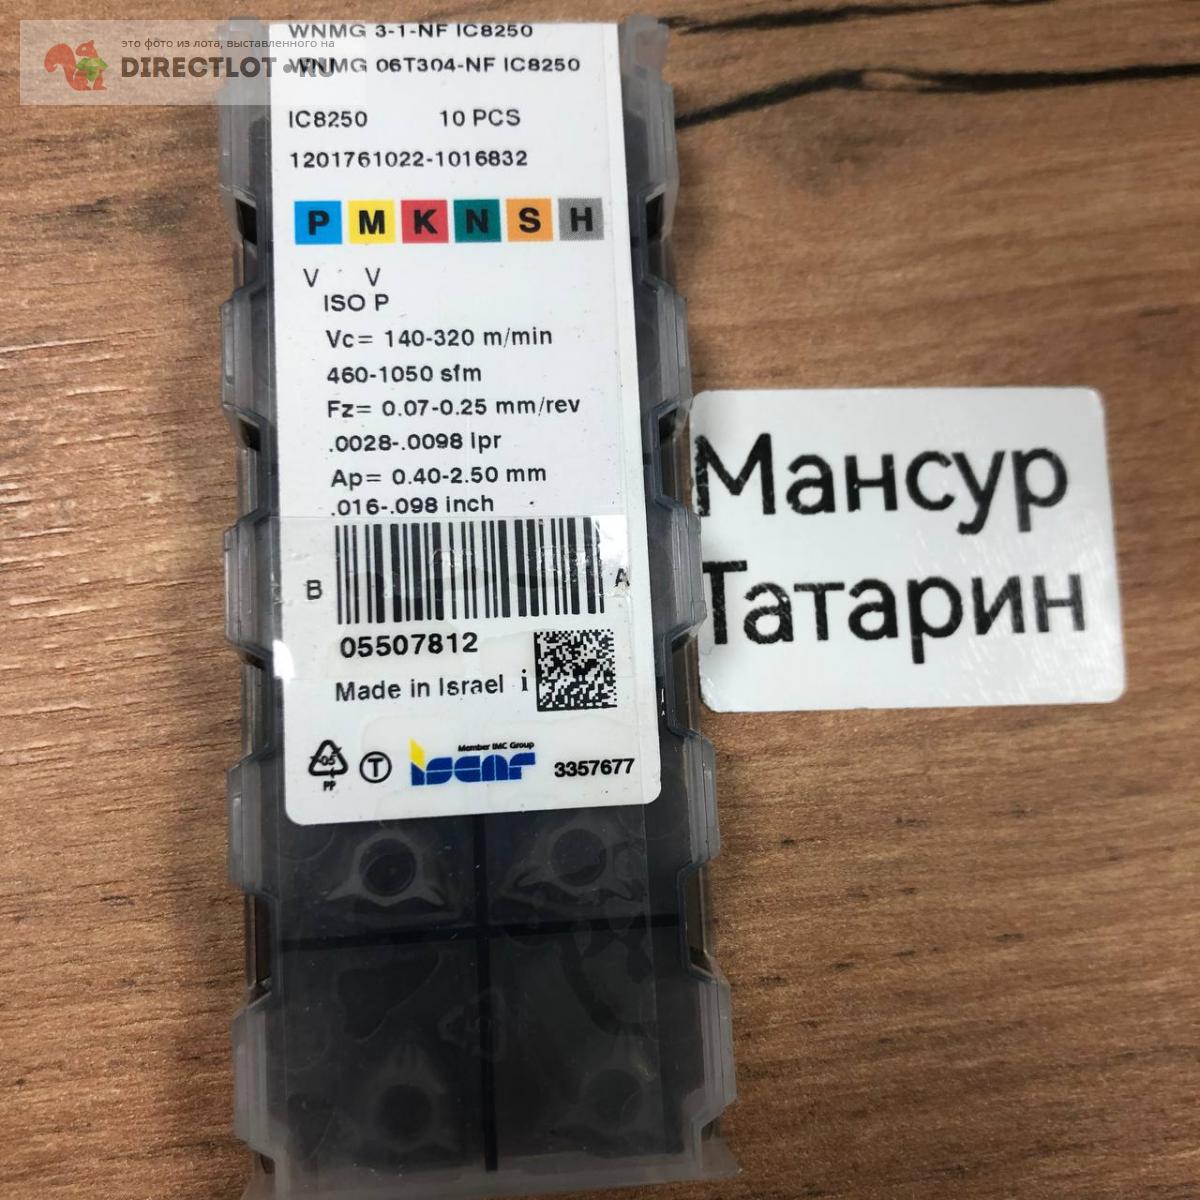 это фото из лота, выставленного на
DIRECTLOT.RU
WNMG 3-1-NF IC8250
WNMG 06T304-NF IC8250
IC8250 10 PCS
1201761022-1016832
P M K N S H
V V
ISO P
Vc= 140-320 m/min
460-1050 sfm
Fz= 0.07-0.25 mm/rev
.0028-.0098 ipr
Ap= 0.40-2.50 mm
.016-.098 inch
B A
05507812
Made in Israel i
05
PP
T
Member IMC Group
iscar
3357677
Мансур
Татарин